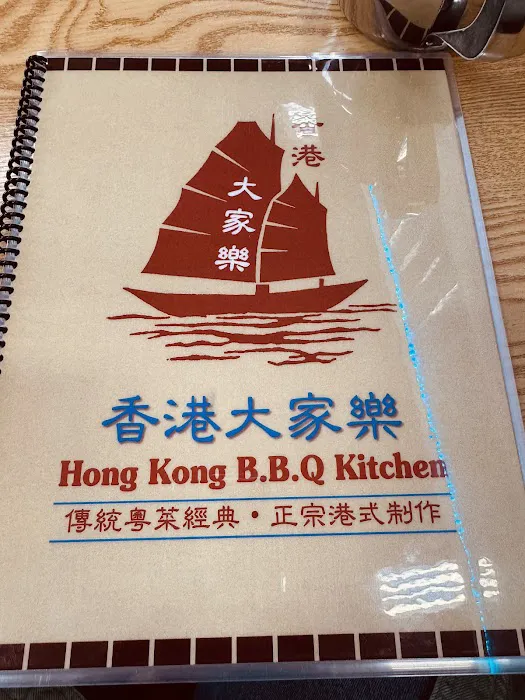 香港
大家樂
香港大家樂
Hong Kong B.B.Q Kitchen
傳統粵菜經典・正宗港式制作